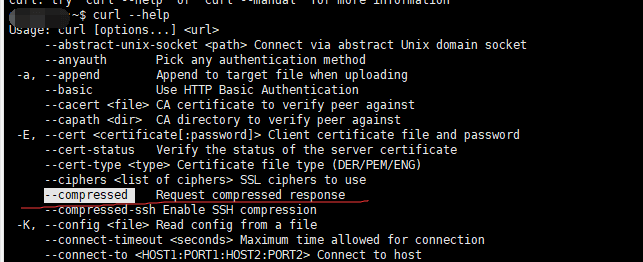 curl: try 'curl --help' or 'curl --manual' for more information
~$ curl --help
Usage: curl [options...] <url>
--abstract-unix-socket <path> Connect via abstract Unix domain socket
--anyauth Pick any authentication method
-a, --append Append to target file when uploading
--basic Use HTTP Basic Authentication
--cacert <file> CA certificate to verify peer against
--capath <dir> CA directory to verify peer against
-E, --cert <certificate[:password]> Client certificate file and password
--cert-status Verify the status of the server certificate
--cert-type <type> Certificate file type (DER/PEM/ENG)
--ciphers <list of ciphers> SSL ciphers to use
--compressed Request compressed response
--compressed-ssh Enable SSH compression
-K, --config <file> Read config from a file
--connect-timeout <seconds> Maximum time allowed for connection
--connect-to <HOST1:PORT1:HOST2:PORT2> Connect to host